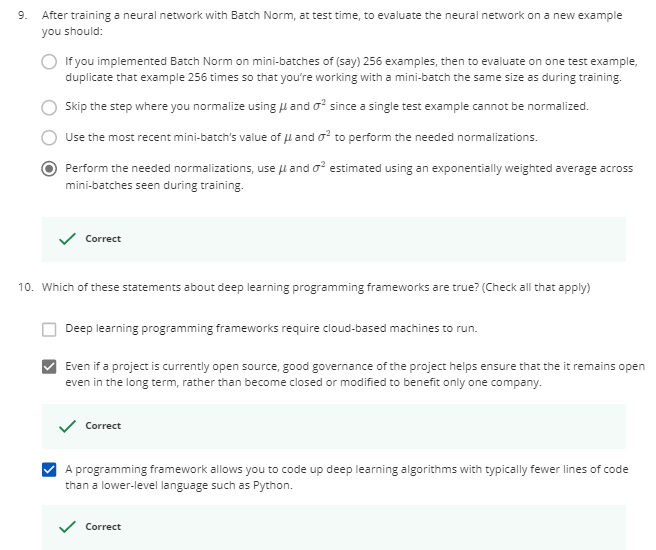 9. After training a neural network with Batch Norm, at test time, to evaluate the neural network on a new example
you should:
If you implemented Batch Norm on mini-batches of (say) 256 examples, then to evaluate on one test example,
duplicate that example 256 times so that you're working with a mini-batch the same size as during training.
Skip the step where you normalize using μ and σ² since a single test example cannot be normalized.
Use the most recent mini-batch's value of μ and σ² to perform the needed normalizations.
Perform the needed normalizations, use μ and σ² estimated using an exponentially weighted average across
mini-batches seen during training.
Correct
10. Which of these statements about deep learning programming frameworks are true? (Check all that apply)
Deep learning programming frameworks require cloud-based machines to run.
Even if a project is currently open source, good governance of the project helps ensure that the it remains open
even in the long term, rather than become closed or modified to benefit only one company.
Correct
A programming framework allows you to code up deep learning algorithms with typically fewer lines of code
than a lower-level language such as Python.
Correct